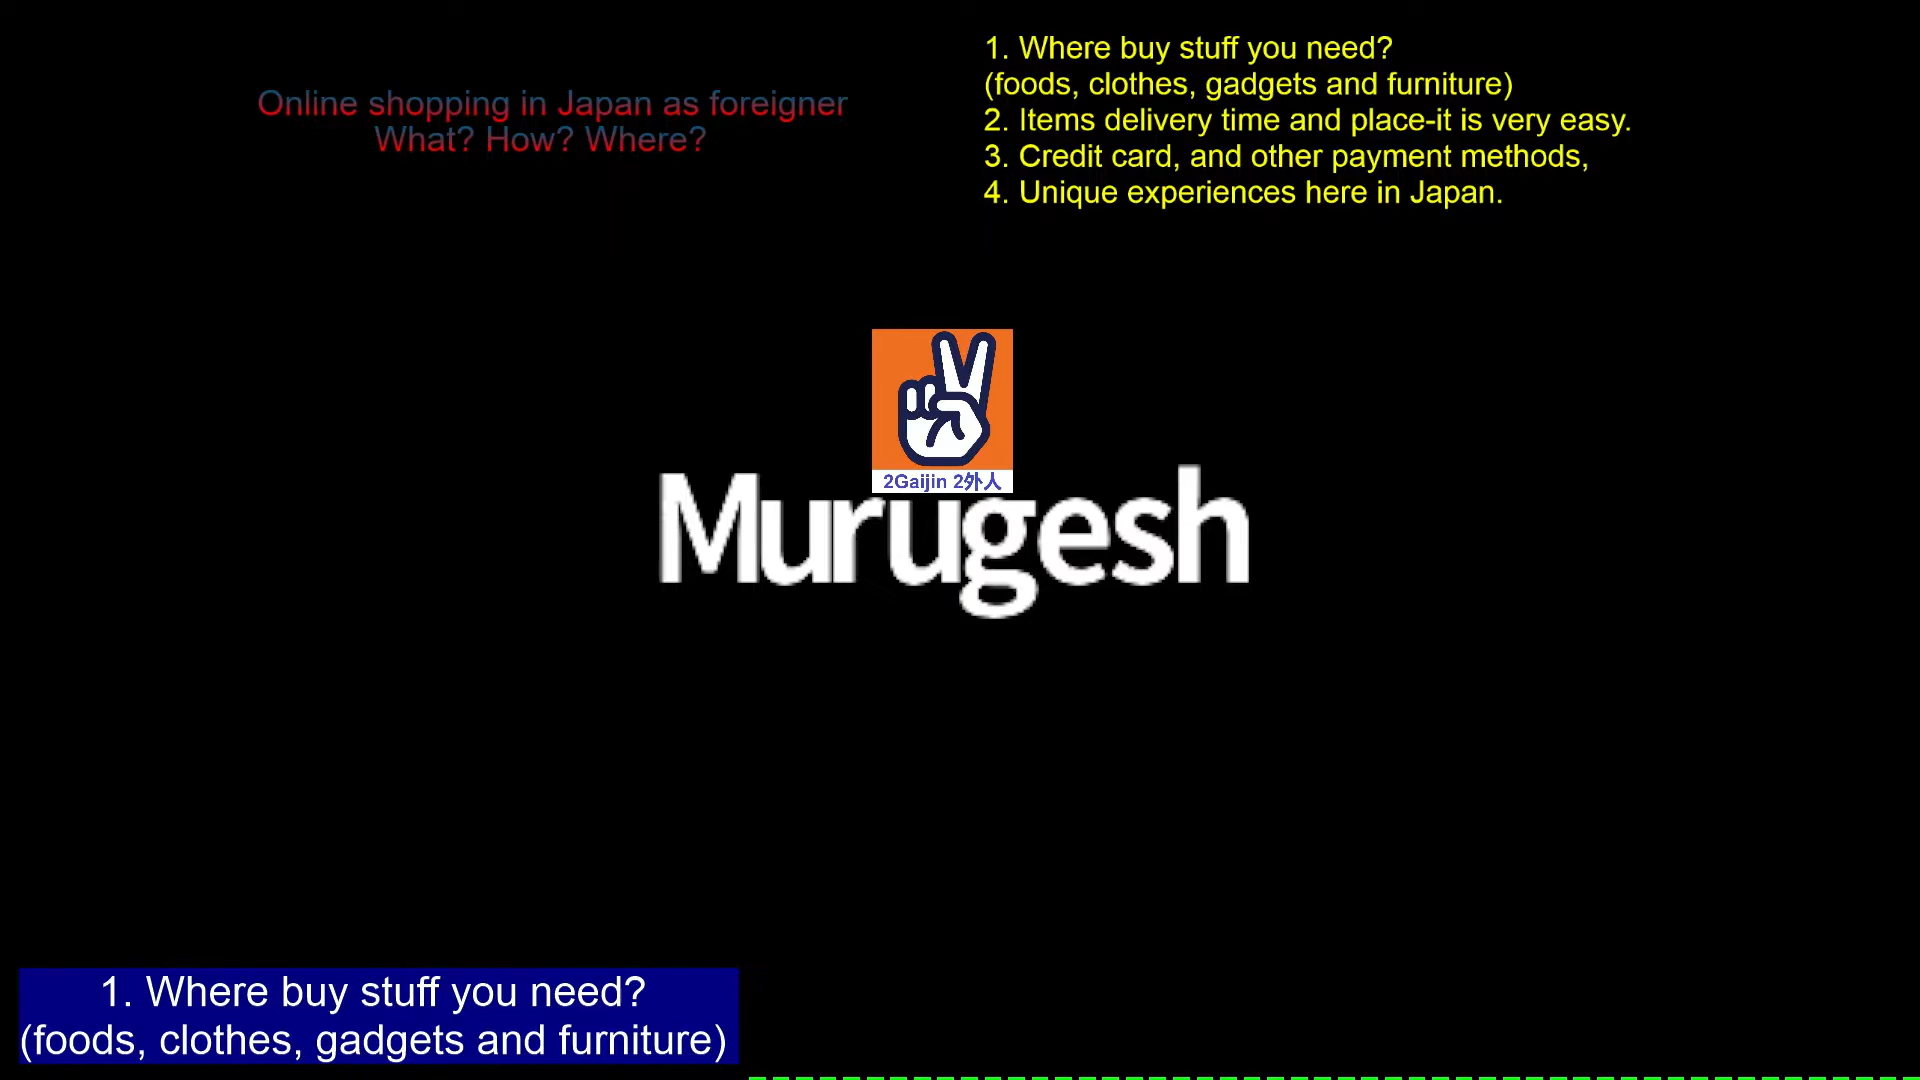 Online shopping in Japan as foreigner
What? How? Where?
1. Where buy stuff you need?
(foods, clothes, gadgets and furniture)
2. Items delivery time and place-it is very easy.
3. Credit card, and other payment methods,
4. Unique experiences here in Japan.
2Gaijin 2外人
Murugesh
1. Where buy stuff you need?
(foods, clothes, gadgets and furniture)